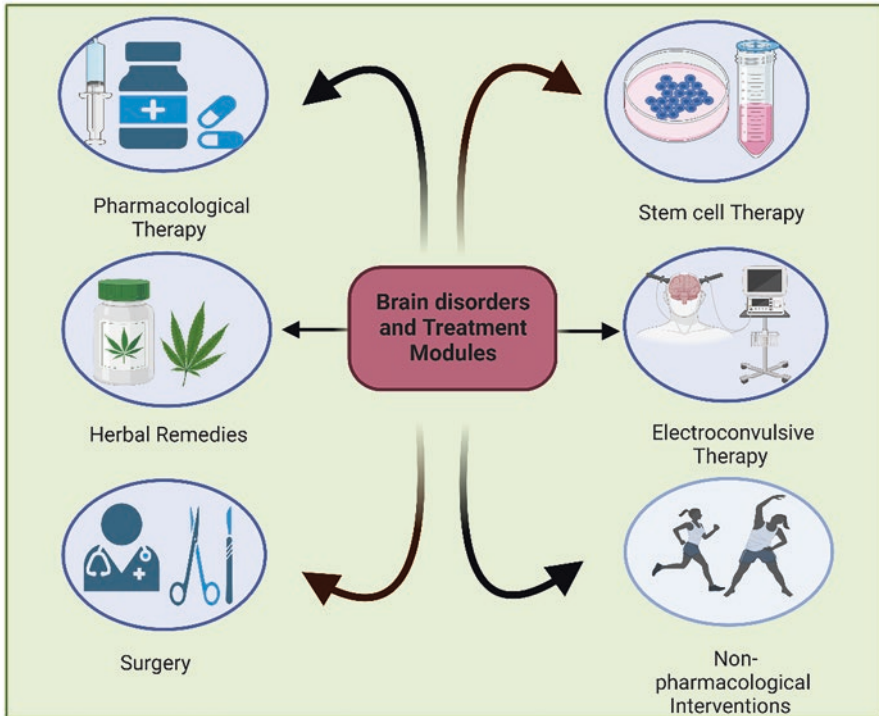 Pharmacological
Therapy
Stem cell Therapy
Brain disorders
and Treatment
Modules
Herbal Remedies
Electroconvulsive
Therapy
Surgery
Non-
pharmacological
Interventions